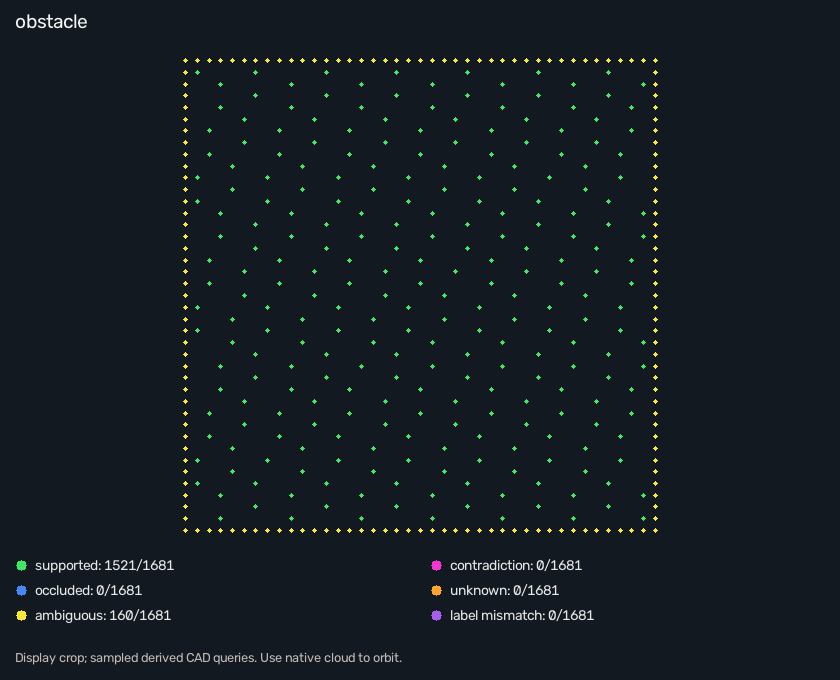 obstacle
supported: 1521/1681
contradiction: 0/1681
occluded: 0/1681
unknown: 0/1681
ambiguous: 160/1681
label mismatch: 0/1681
Display crop; sampled derived CAD queries. Use native cloud to orbit.